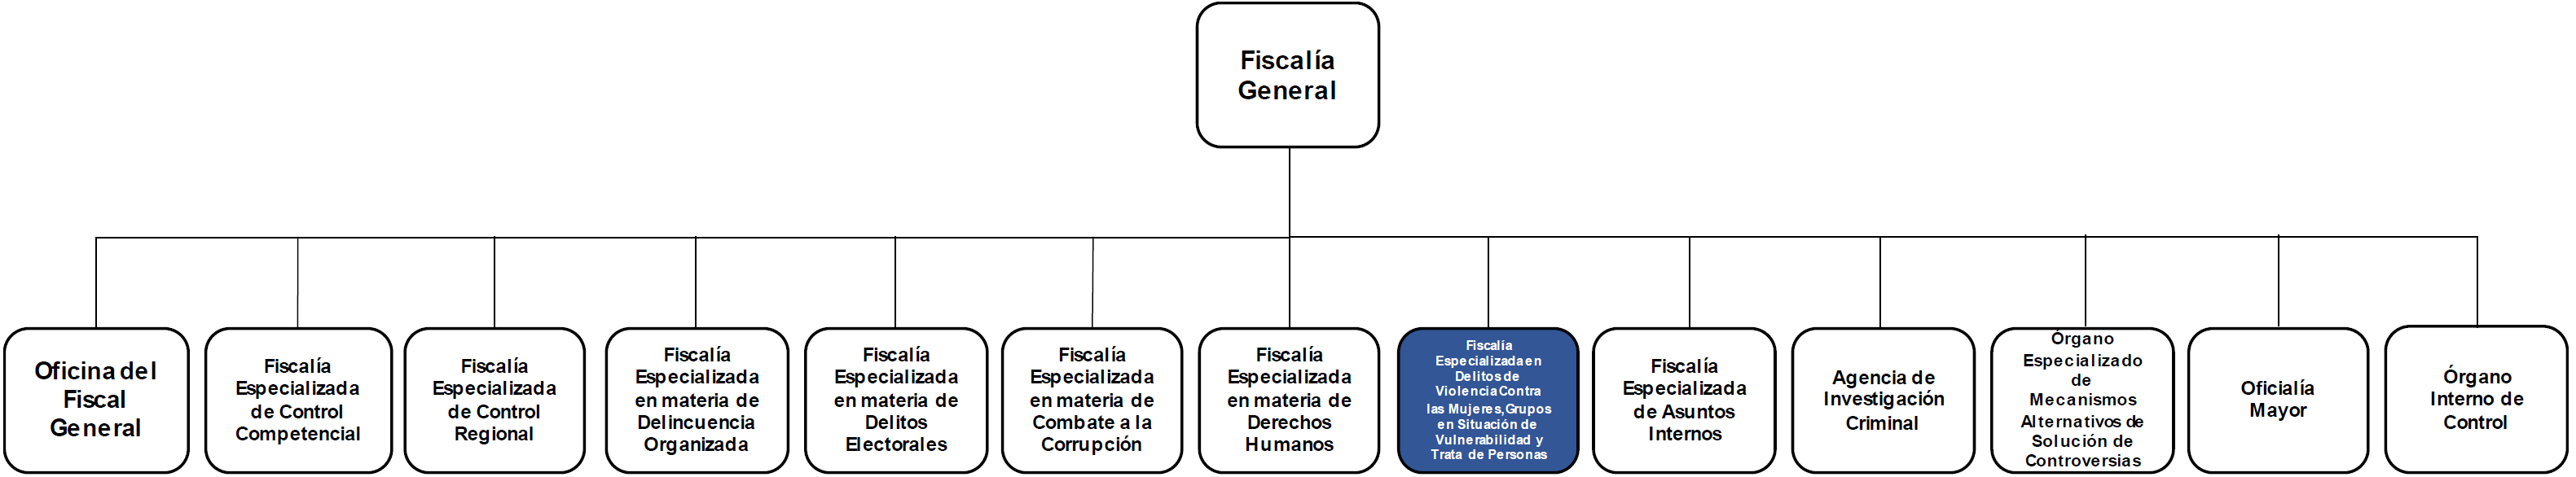 Fiscalía
General
Oficina del
Fiscal
General
Fiscalía
Especializada
de Control
Competencial
Fiscalía
Especializada
de Control
Regional
Fiscalía
Especializada
en materia de
Delincuencia
Organizada
Fiscalía
Especializada
en materia de
Delitos
Electorales
Fiscalía
Especializada
en materia de
Combate a la
Corrupción
Fiscalía
Especializada
en materia de
Derechos
Humanos
Fiscalía
Especializada en
Delitos de
Violencia Contra
las Mujeres, Grupos
en Situación de
Vulnerabilidad y
Trata de Personas
Fiscalía
Especializada
de Asuntos
Internos
Agencia de
Investigación
Criminal
Órgano
Especializado
de
Mecanismos
Alternativos de
Solución de
Controversias
Oficialía
Mayor
Órgano
Interno de
Control